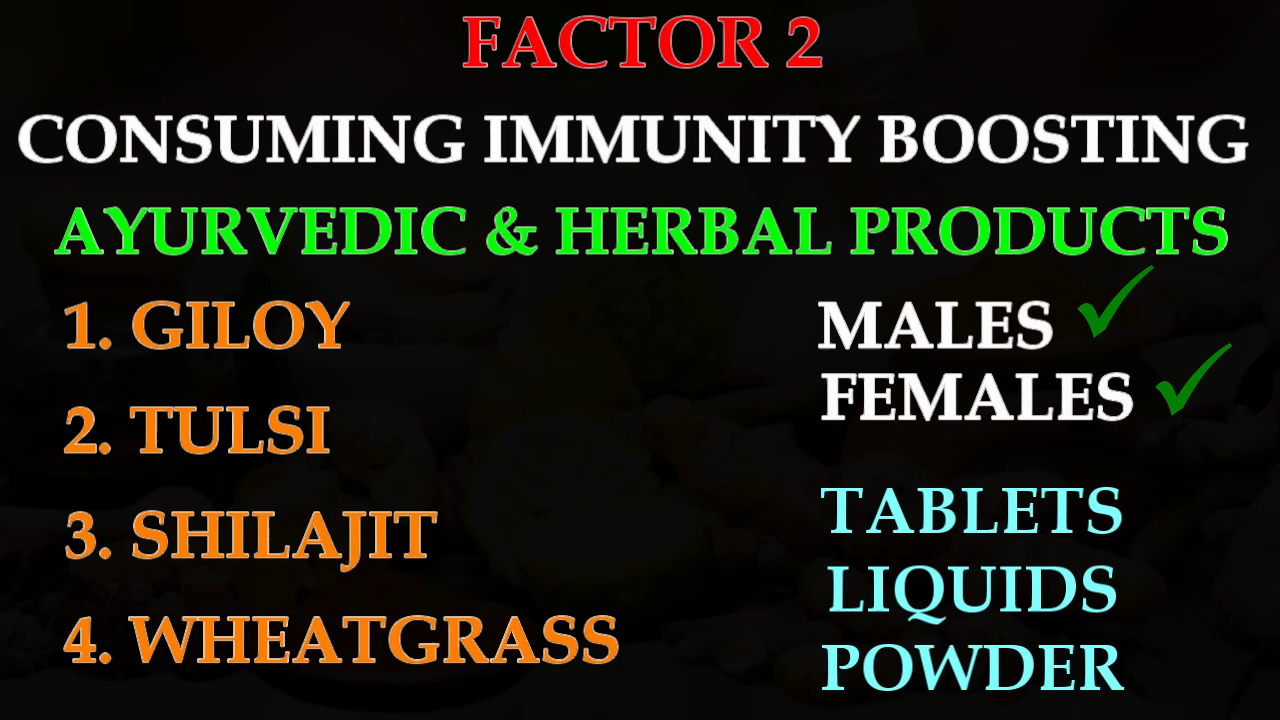 FACTOR 2
CONSUMING IMMUNITY BOOSTING
AYURVEDIC & HERBAL PRODUCTS
1. GILOY
2. TULSI
3. SHILAJIT
4. WHEATGRASS
MALES ✓
FEMALES ✓
TABLETS
LIQUIDS
POWDER